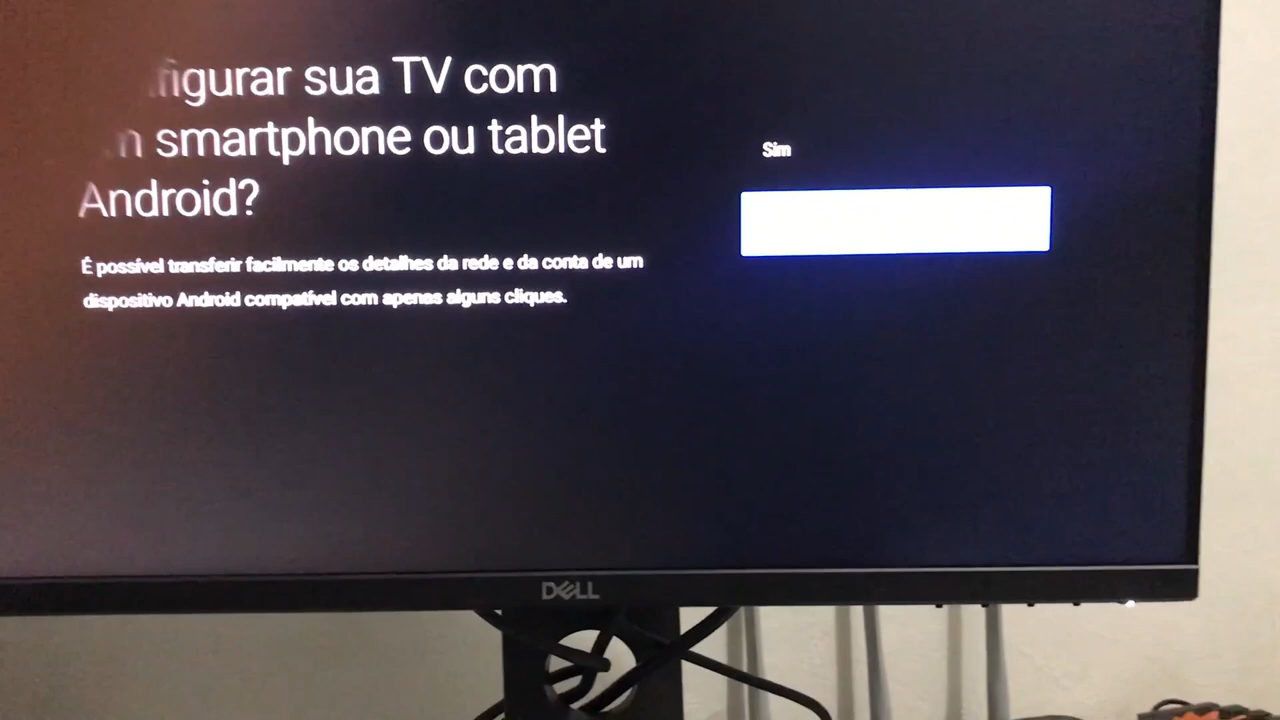 sua TV com
smartphone ou tablet
Android?
É possível transferir facilmente os detalhes da rede e da conta de um
dispositivo Android compatível com apenas alguns cliques.
Sim
DELL